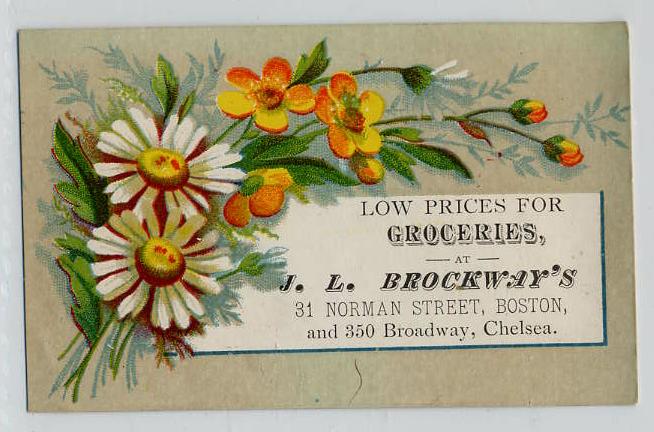 LOW PRICES FOR
GROCERIES,
— AT —
J. L. BROCKWAY'S
31 NORMAN STREET, BOSTON,
and 350 Broadway, Chelsea.